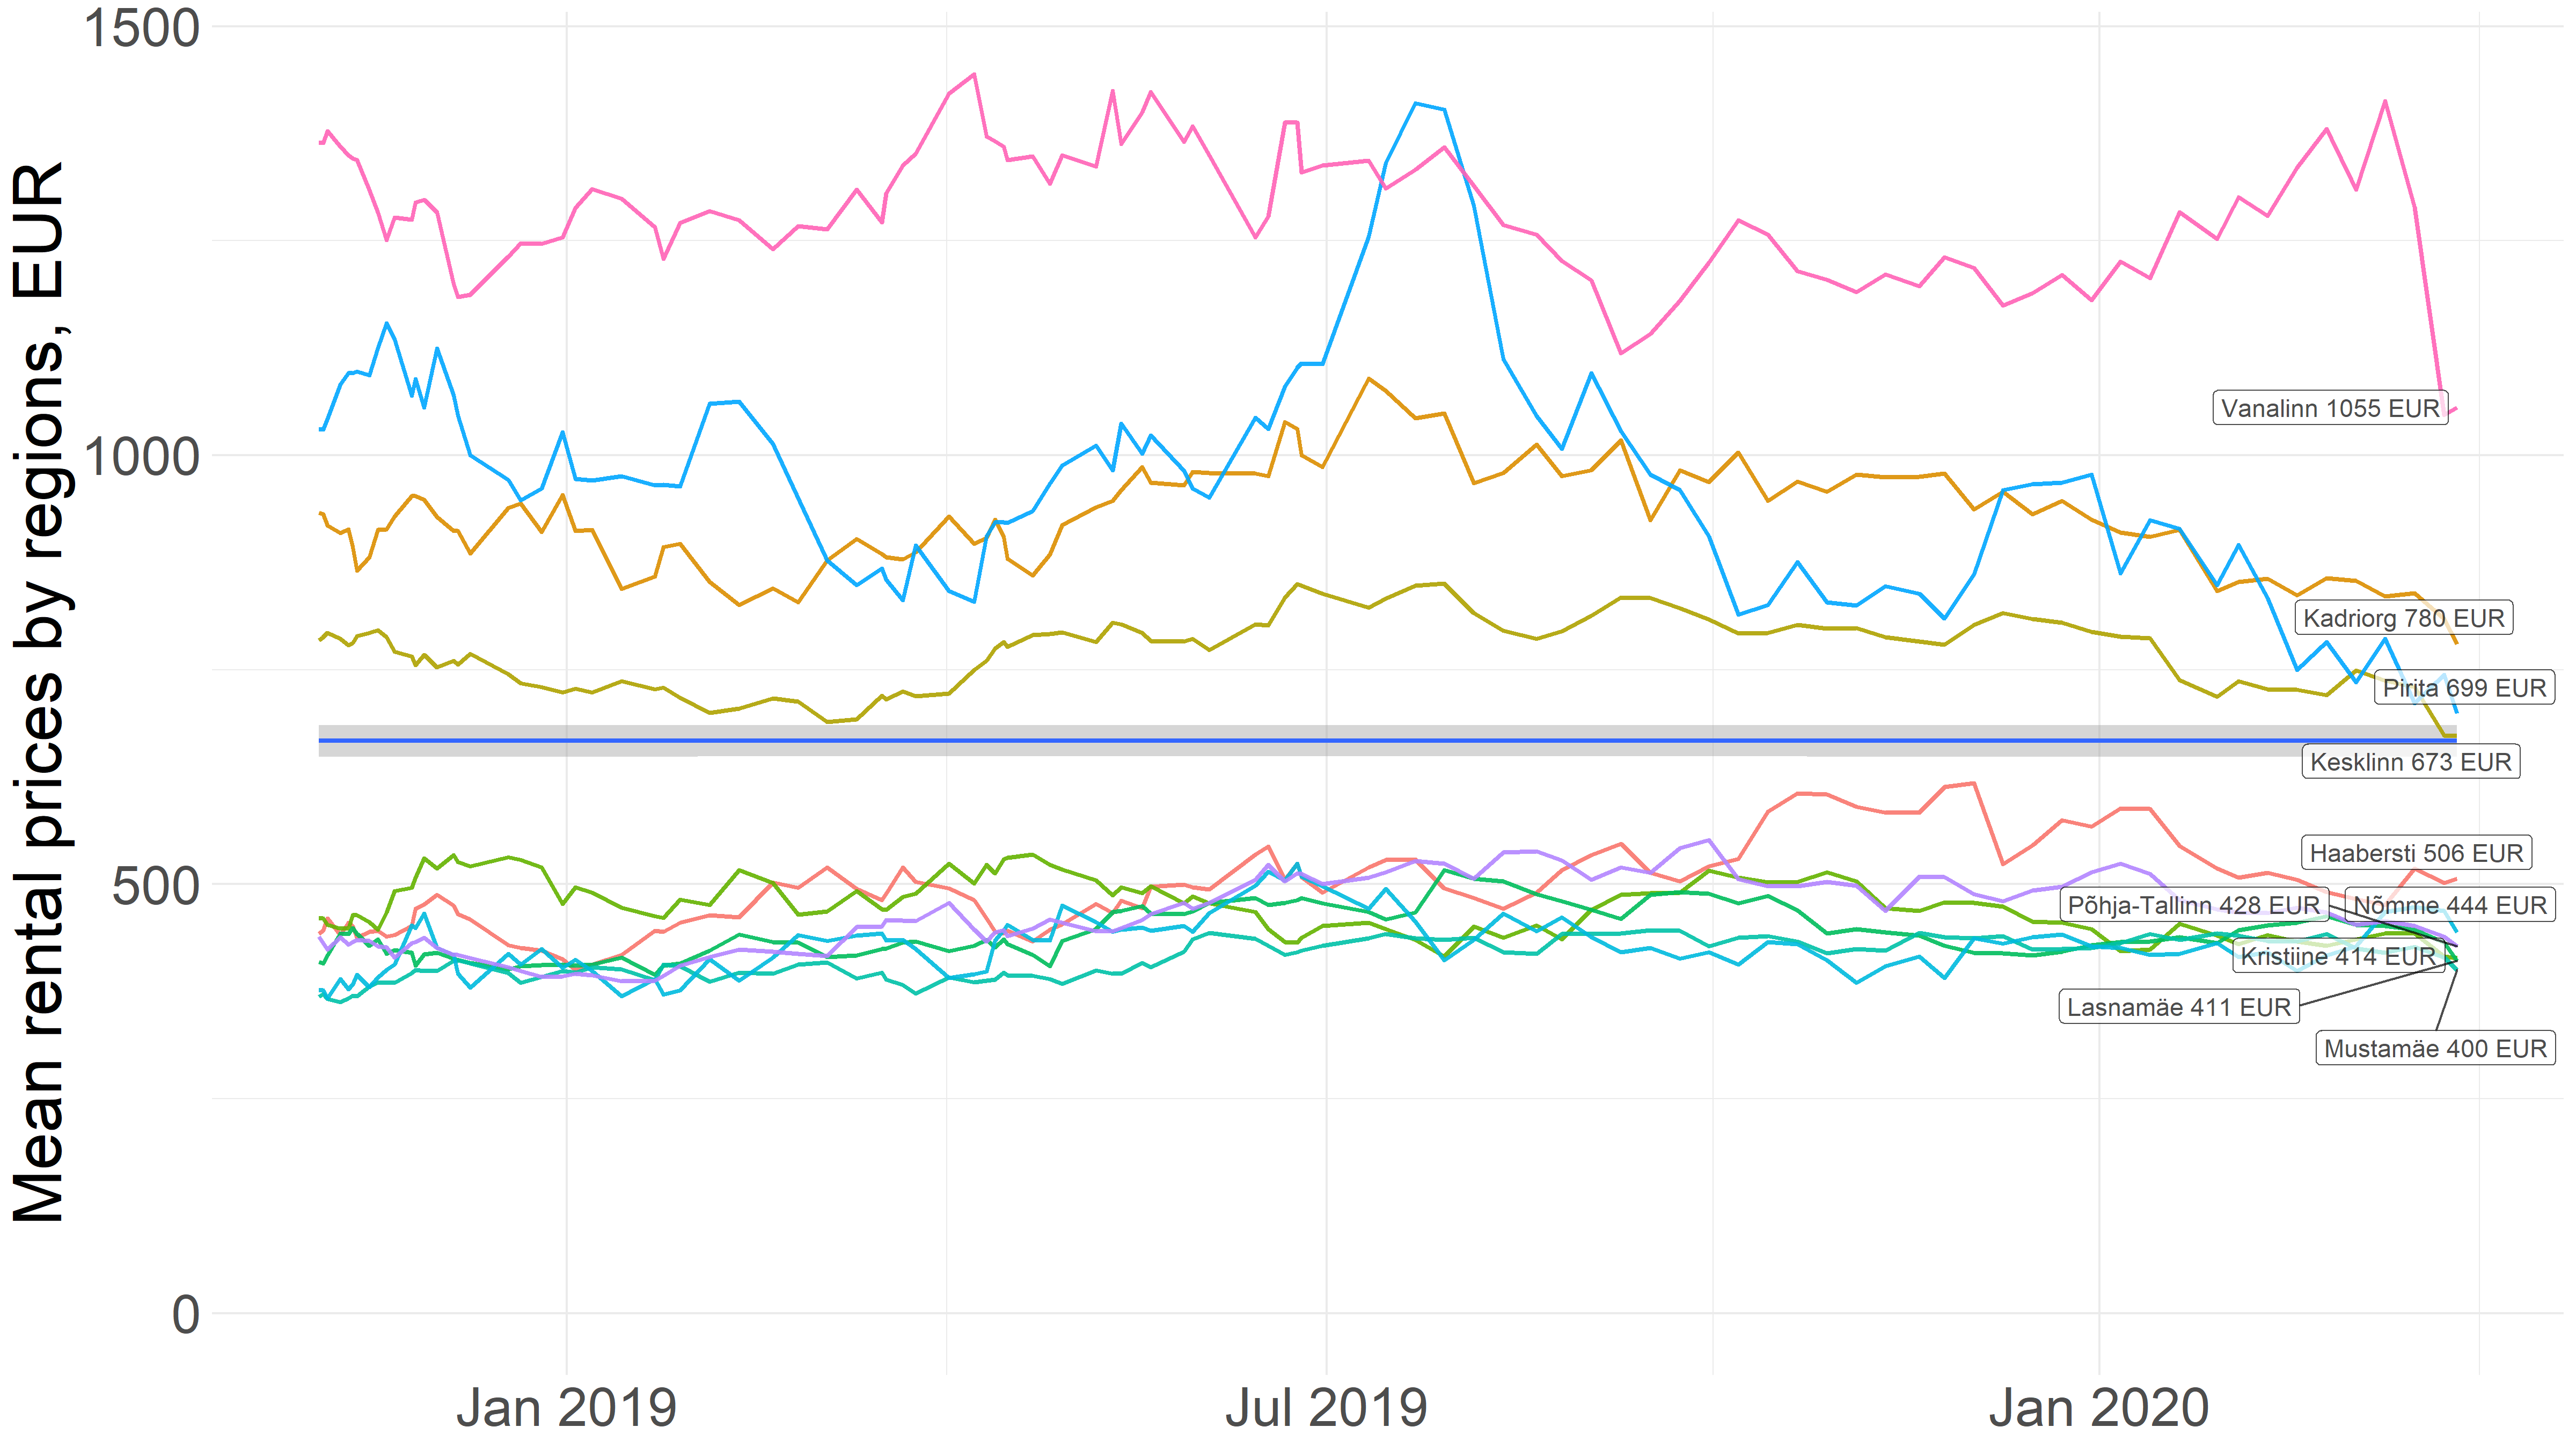 Mean rental prices by regions, EUR
1500
1000
500
0
Vanalinn 1055 EUR
Kadriorg 780 EUR
Pirita 699 EUR
Kesklinn 673 EUR
Haabersti 506 EUR
Põhja-Tallinn 428 EUR
Nõmme 444 EUR
Kristiine 414 EUR
Lasnamäe 411 EUR
Mustamäe 400 EUR
Jan 2019
Jul 2019
Jan 2020